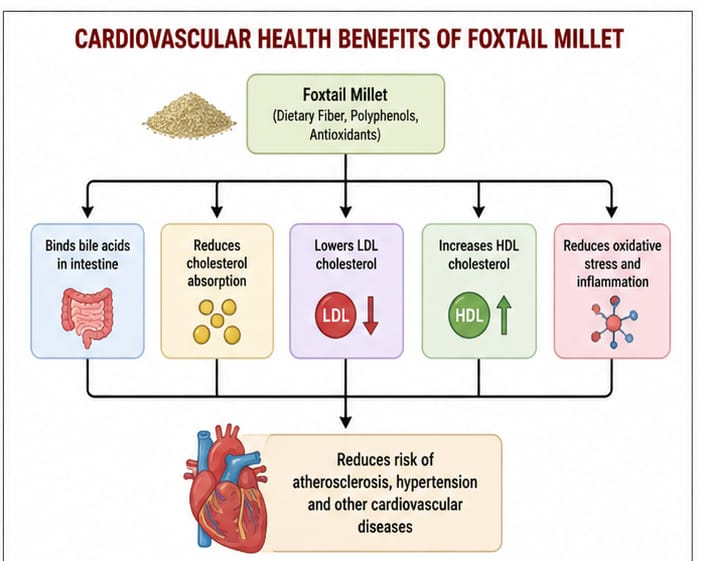 CARDIOVASCULAR HEALTH BENEFITS OF FOXTAIL MILLET
Foxtail Millet
(Dietary Fiber, Polyphenols,
Antioxidants)
Binds bile acids
in intestine
Reduces
cholesterol
absorption
Lowers LDL
cholesterol
LDL
Increases HDL
cholesterol
HDL
Reduces oxidative
stress and
inflammation
Reduces risk of
atherosclerosis, hypertension
and other cardiovascular
diseases